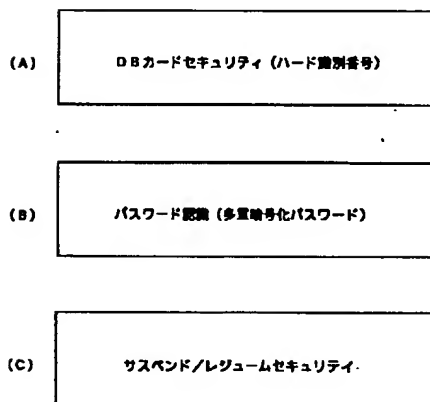 (A) DBカードセキュリティ(ハード識別番号)
(B) パスワード認識(多重暗号化パスワード)
(C) サスペンド/レジュームセキュリテイ